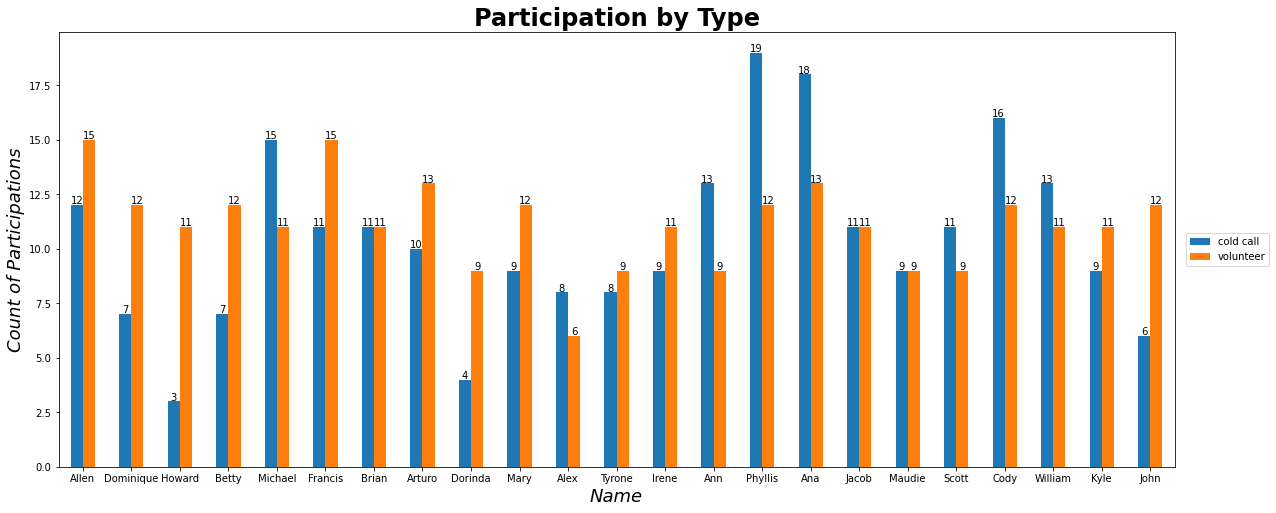 Participation by Type
Count of Participations
17.5
15.0
12.5
10.0
7.5
5.0
2.5
0.0
12 15 7 12 3 11 7 12 15 11 11 15 11 11 10 13 4 9 9 12 8 6 8 9 9 11 13 9 19 12 18 13 11 11 9 9 11 9 16 12 13 11 9 11 6 12
Allen Dominique Howard Betty Michael Francis Brian Arturo Dorinda Mary Alex Tyrone Irene Ann Phyllis Ana Jacob Maudie Scott Cody William Kyle John
Name
cold call
volunteer